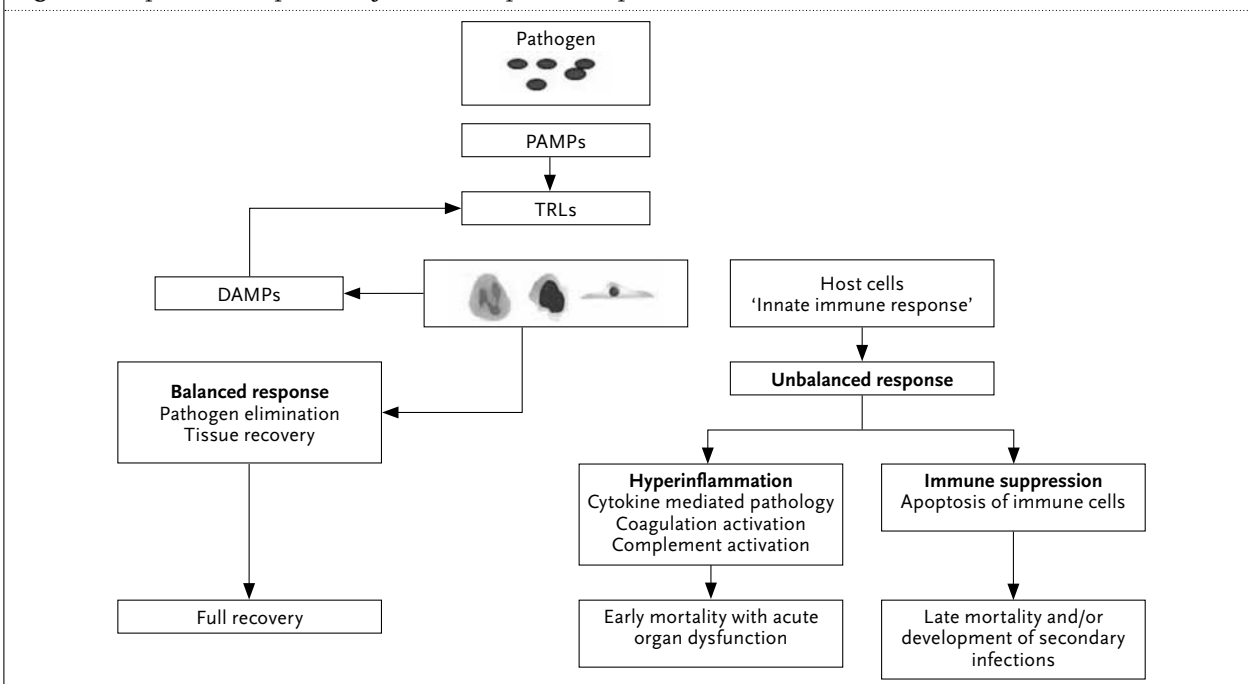 Pathogen
PAMPs
TRLs
DAMPs
Host cells
‘Innate immune response’
Unbalanced response
Balanced response
Pathogen elimination
Tissue recovery
Hyperinflammation
Cytokine mediated pathology
Coagulation activation
Complement activation
Immune suppression
Apoptosis of immune cells
Full recovery
Early mortality with acute
organ dysfunction
Late mortality and/or
development of secondary
infections